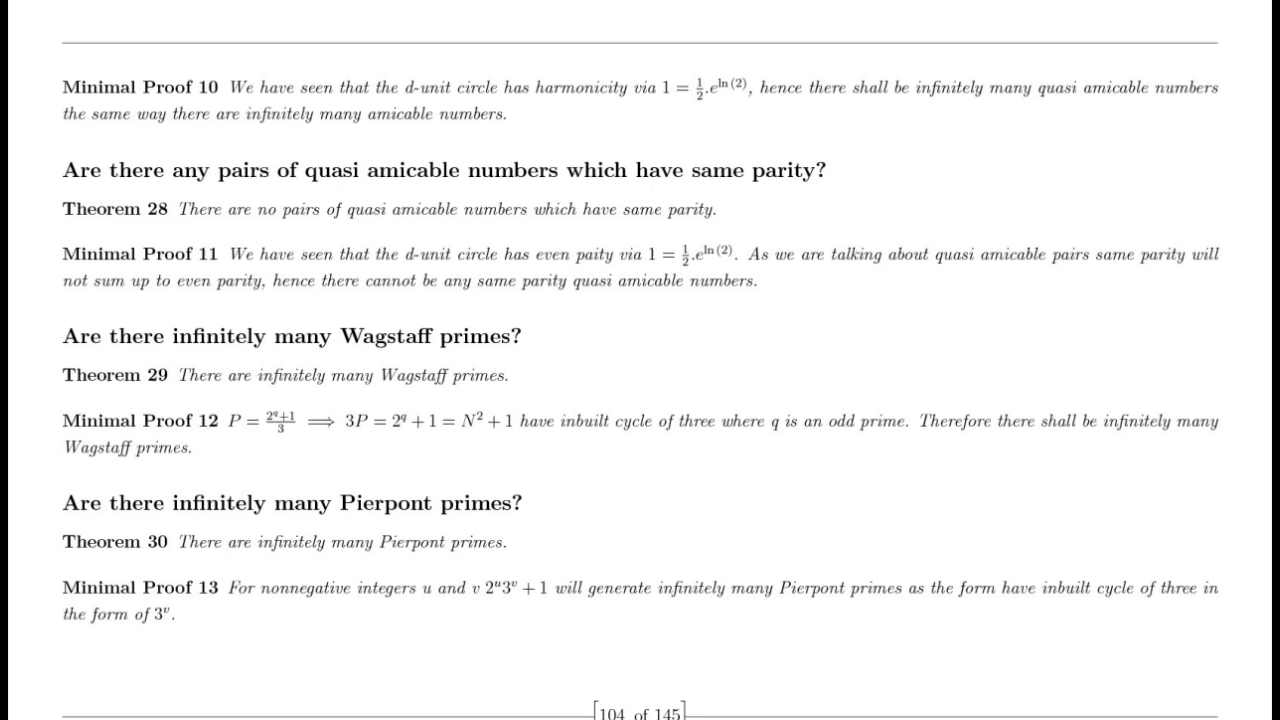 Minimal Proof 10 We have seen that the d-unit circle has harmonicity via 1 = 1/2.e^ln(2), hence there shall be infinitely many quasi amicable numbers
the same way there are infinitely many amicable numbers.
Are there any pairs of quasi amicable numbers which have same parity?
Theorem 28 There are no pairs of quasi amicable numbers which have same parity.
Minimal Proof 11 We have seen that the d-unit circle has even paity via 1 = 1/2.e^ln(2). As we are talking about quasi amicable pairs same parity will
not sum up to even parity, hence there cannot be any same parity quasi amicable numbers.
Are there infinitely many Wagstaff primes?
Theorem 29 There are infinitely many Wagstaff primes.
Minimal Proof 12 P = (2^q+1)/3 ⟹ 3P = 2^q + 1 = N^2 + 1 have inbuilt cycle of three where q is an odd prime. Therefore there shall be infinitely many
Wagstaff primes.
Are there infinitely many Pierpont primes?
Theorem 30 There are infinitely many Pierpont primes.
Minimal Proof 13 For nonnegative integers u and v 2^u3^v + 1 will generate infinitely many Pierpont primes as the form have inbuilt cycle of three in
the form of 3^v.
[104 of 145]